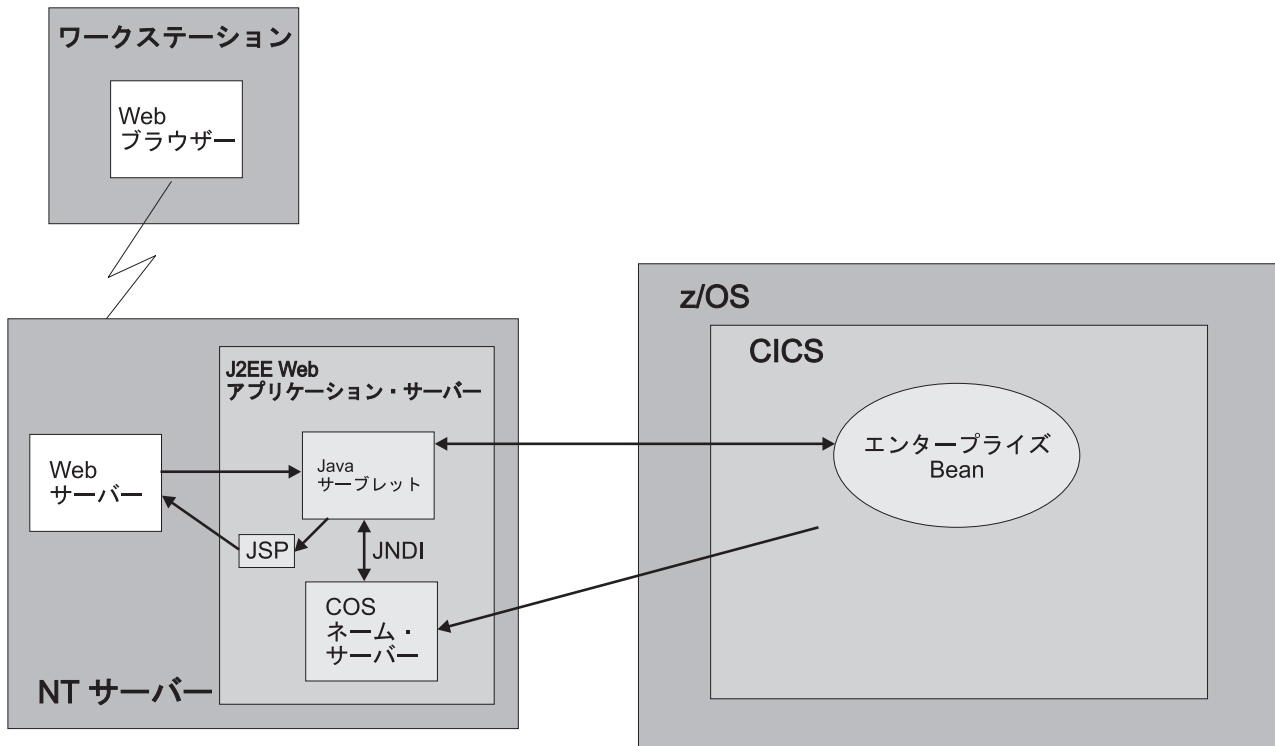 ワークステーション
Web
ブラウザー
z/OS
CICS
エンタープライズ
Bean
J2EE Web
アプリケーション・サーバー
Web
サーバー
Java
サーブレット
JSP
JNDI
COS
ネーム・
サーバー
NT サーバー